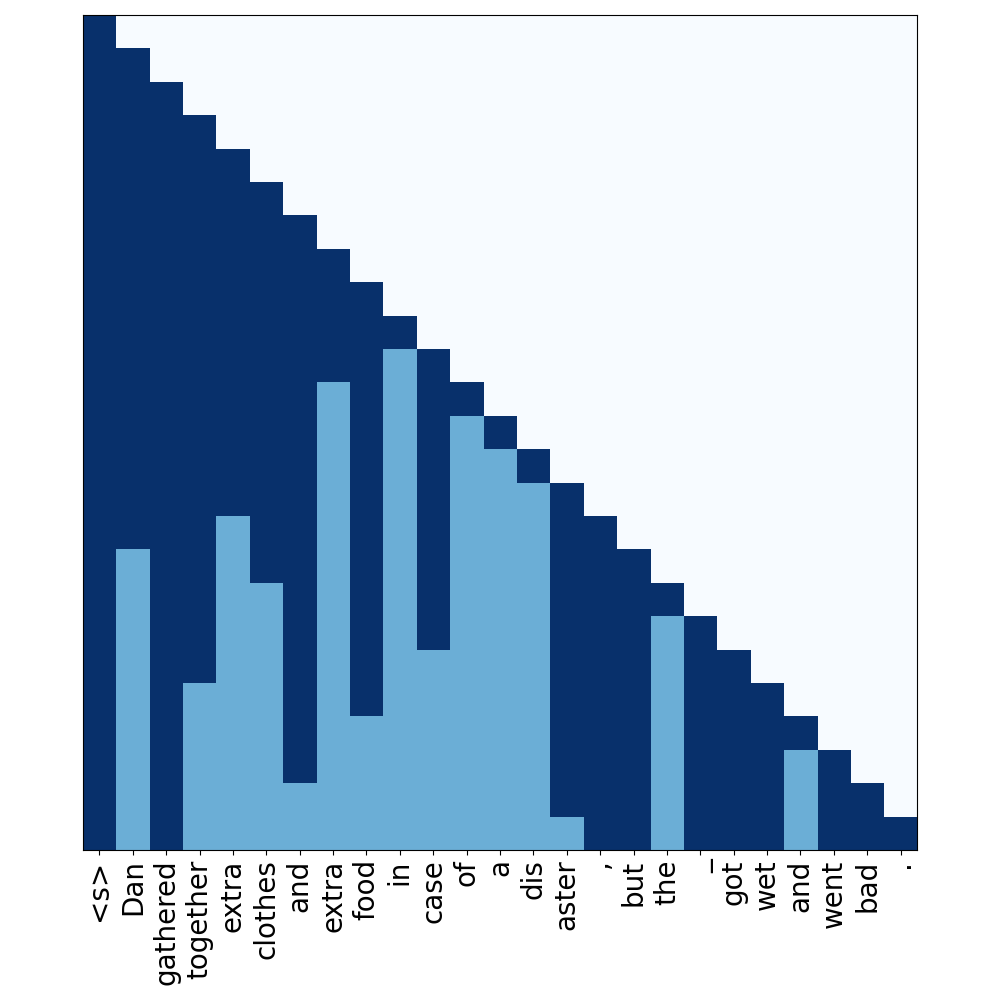 <s> Dan gathered together extra clothes and extra food in case of a dis aster , but the _ got wet and went bad .